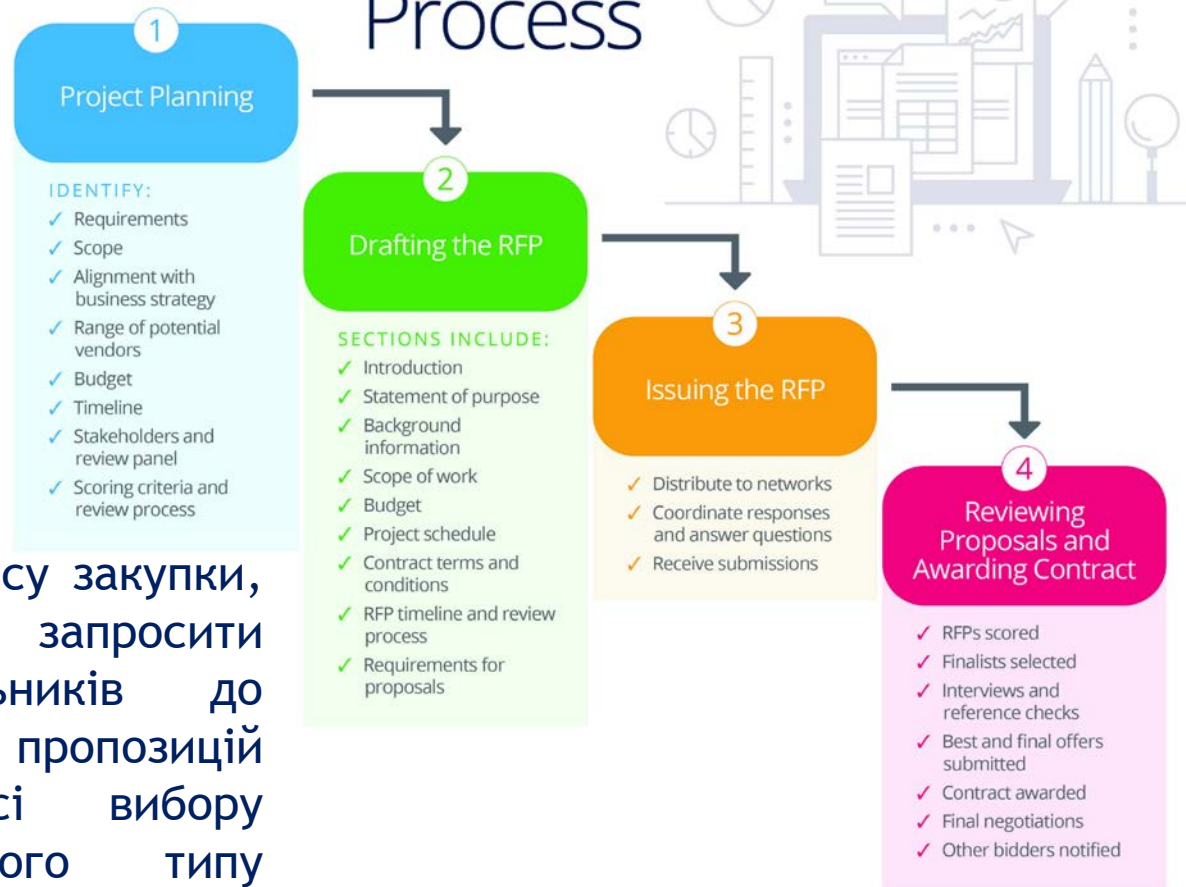 Process
1
Project Planning
IDENTIFY:
✓ Requirements
✓ Scope
✓ Alignment with
business strategy
✓ Range of potential
vendors
✓ Budget
✓ Timeline
✓ Stakeholders and
review panel
✓ Scoring criteria and
review process
2
Drafting the RFP
SECTIONS INCLUDE:
✓ Introduction
✓ Statement of purpose
✓ Background
information
✓ Scope of work
✓ Budget
✓ Project schedule
✓ Contract terms and
conditions
✓ RFP timeline and review
process
✓ Requirements for
proposals
3
Issuing the RFP
✓ Distribute to networks
✓ Coordinate responses
and answer questions
✓ Receive submissions
4
Reviewing
Proposals and
Awarding Contract
✓ RFPs scored
✓ Finalists selected
✓ Interviews and
reference checks
✓ Best and final offers
submitted
✓ Contract awarded
✓ Final negotiations
✓ Other bidders notified
су закупки,
запросити
ьників до
пропозицій
сі вибору
ого типу